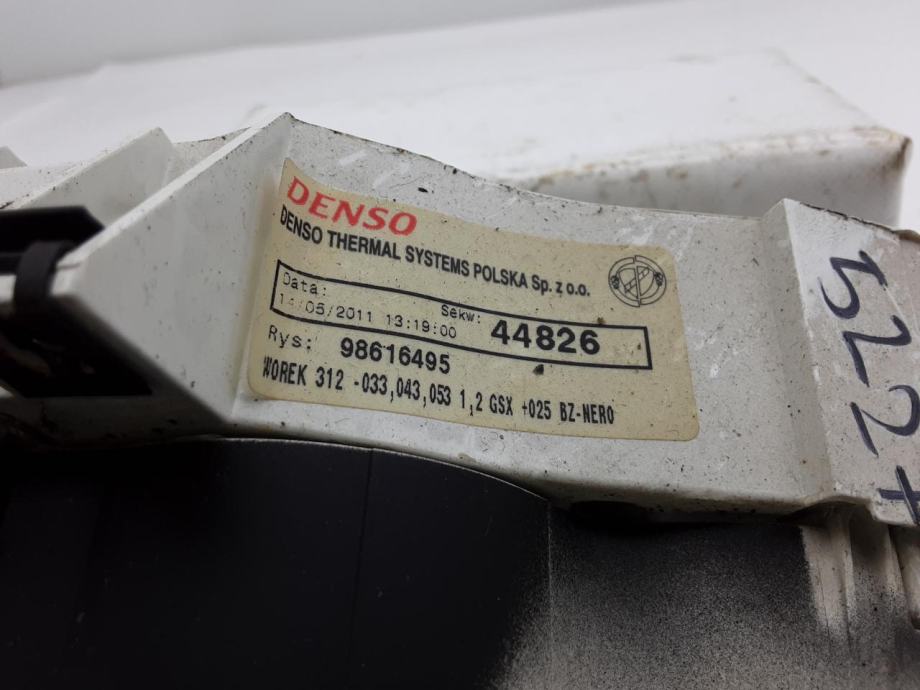 DENSO
DENSO THERMAL SYSTEMS POLSKA Sp. z o.o.
Data: Sekw:
14/05/2011 13:19:00 44826
Rys: 98616495
WOREK 312 -033,043,053 1,2 GSX +025 BZ-NERO